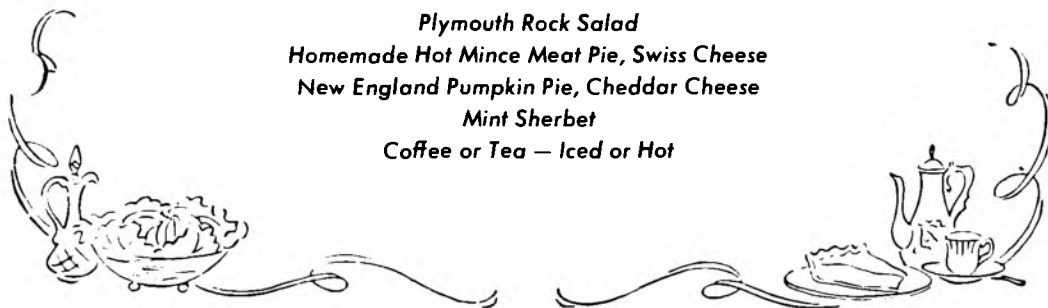 Plymouth Rock Salad
Homemade Hot Mince Meat Pie, Swiss Cheese
New England Pumpkin Pie, Cheddar Cheese
Mint Sherbet
Coffee or Tea — Iced or Hot